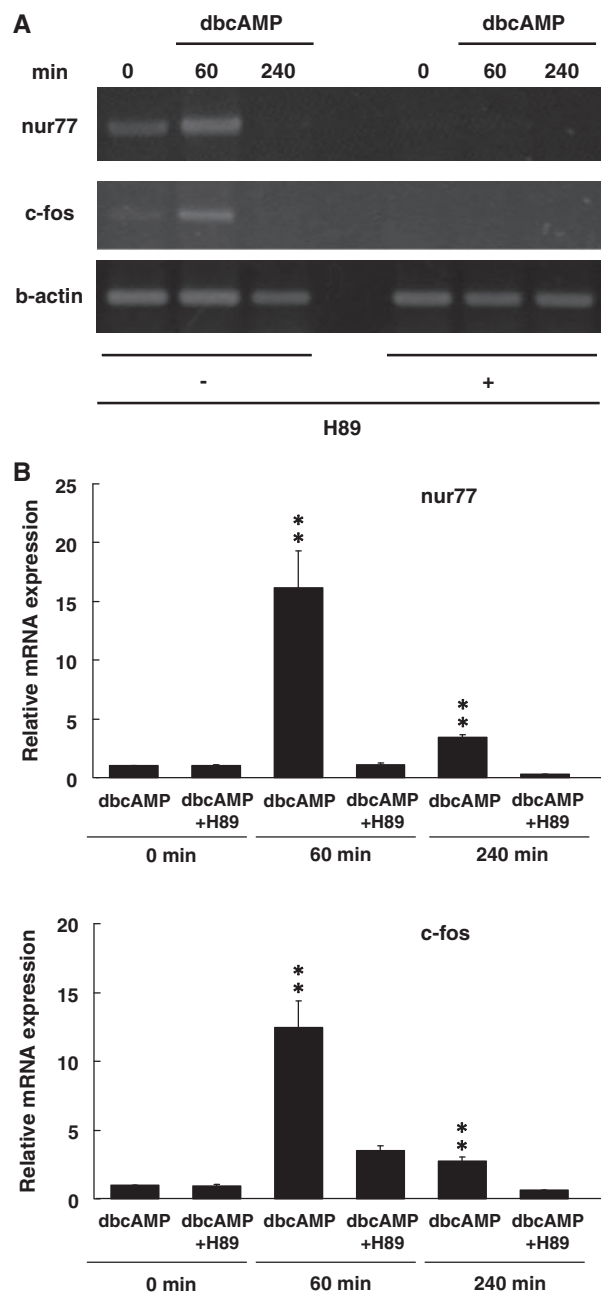 A
dbcAMP dbcAMP
min 0 60 240 0 60 240
nur77
c-fos
b-actin
- +
H89
B
25
20
15
10
5
0
Relative mRNA expression
nur77
* *
* *
dbcAMP dbcAMP +H89 dbcAMP dbcAMP +H89 dbcAMP dbcAMP +H89
0 min 60 min 240 min
20
15
10
5
0
Relative mRNA expression
c-fos
* *
* *
dbcAMP dbcAMP +H89 dbcAMP dbcAMP +H89 dbcAMP dbcAMP +H89
0 min 60 min 240 min